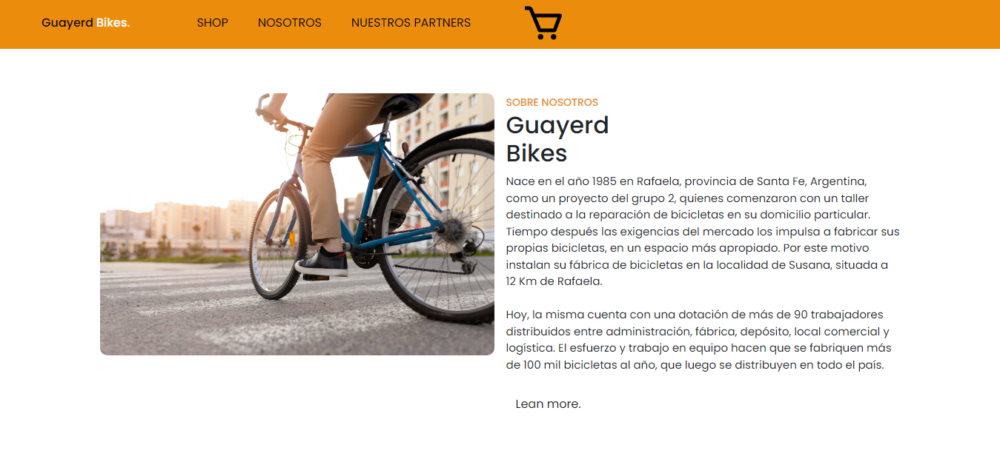 Guayerd Bikes. SHOP NOSOTROS NUESTROS PARTNERS
SOBRE NOSOTROS
Guayerd
Bikes
Nace en el año 1985 en Rafaela, provincia de Santa Fe, Argentina,
como un proyecto del grupo 2, quienes comenzaron con un taller
destinado a la reparación de bicicletas en su domicilio particular.
Tiempo después las exigencias del mercado los impulsa a fabricar sus
propias bicicletas, en un espacio más apropiado. Por este motivo
instalan su fábrica de bicicletas en la localidad de Susana, situada a
12 Km de Rafaela.
Hoy, la misma cuenta con una dotación de más de 90 trabajadores
distribuidos entre administración, fábrica, depósito, local comercial y
logística. El esfuerzo y trabajo en equipo hacen que se fabriquen más
de 100 mil bicicletas al año, que luego se distribuyen en todo el país.
Lean more.